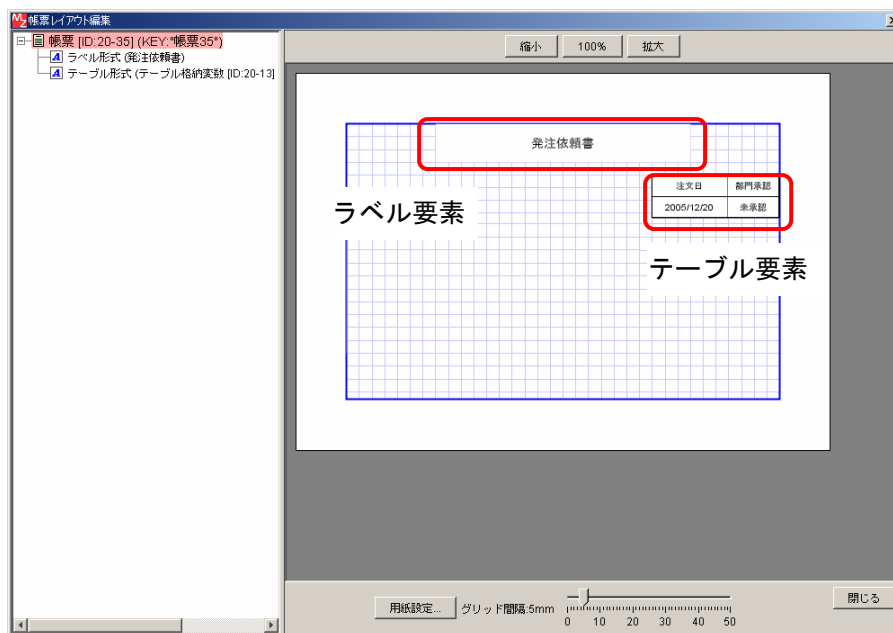 帳票レイアウト編集
帳票 [ID:20-35] (KEY:"帳票35")
ラベル形式 (発注依頼書)
テーブル形式 (テーブル格納変数 [ID:20-13]
縮小 100% 拡大
発注依頼書
注文日 部門承認
2005/12/20 未承認
ラベル要素
テーブル要素
用紙設定... グリッド間隔:5mm
0 10 20 30 40 50
閉じる